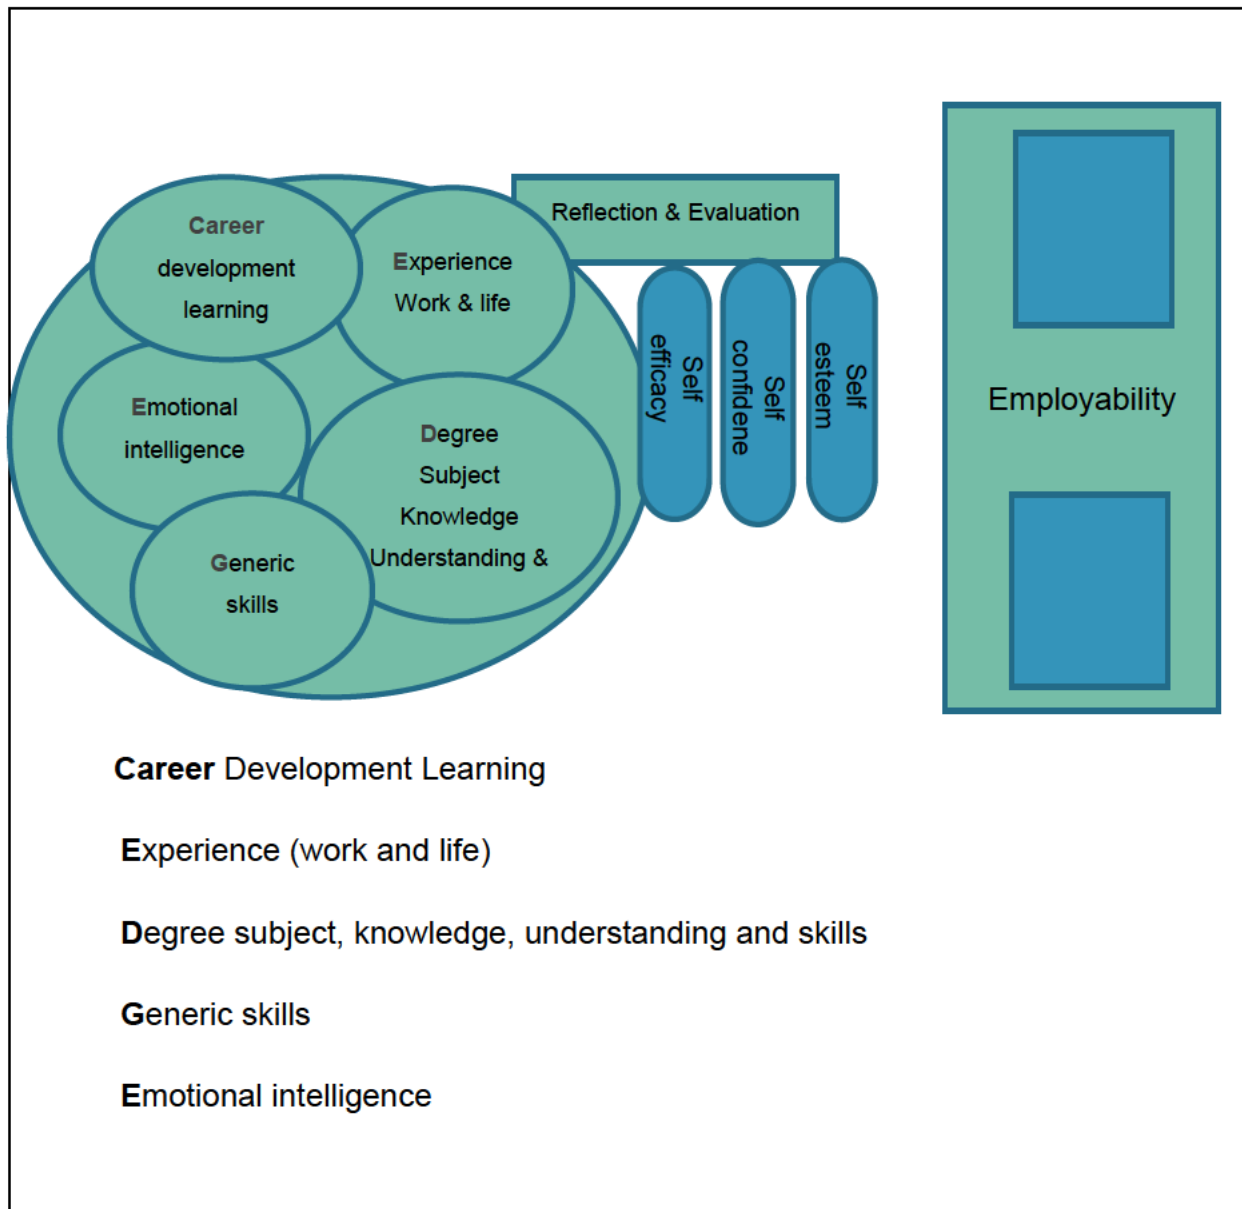 Career
development
learning
Experience
Work & life
Reflection & Evaluation
Emotional
intelligence
Degree
Subject
Knowledge
Understanding &
Generic
skills
Self
efficacy
Self
confidene
Self
esteem
Employability
Career Development Learning
Experience (work and life)
Degree subject, knowledge, understanding and skills
Generic skills
Emotional intelligence